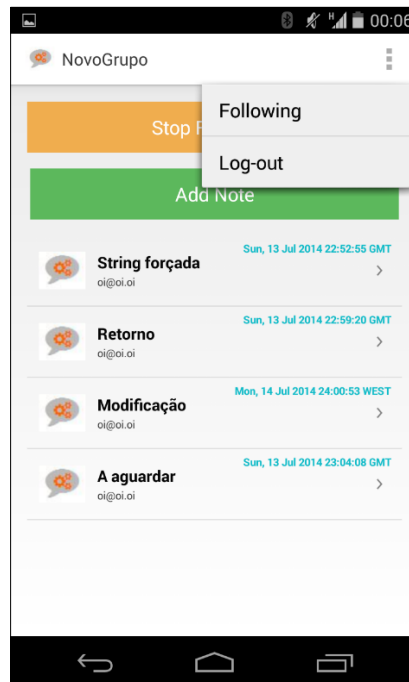 H 00:06
NovoGrupo
Following
Log-out
Stop
Add Note
Sun, 13 Jul 2014 22:52:55 GMT
String forçada
oi@oi.oi
Sun, 13 Jul 2014 22:59:20 GMT
Retorno
oi@oi.oi
Mon, 14 Jul 2014 24:00:53 WEST
Modificação
oi@oi.oi
Sun, 13 Jul 2014 23:04:08 GMT
A aguardar
oi@oi.oi